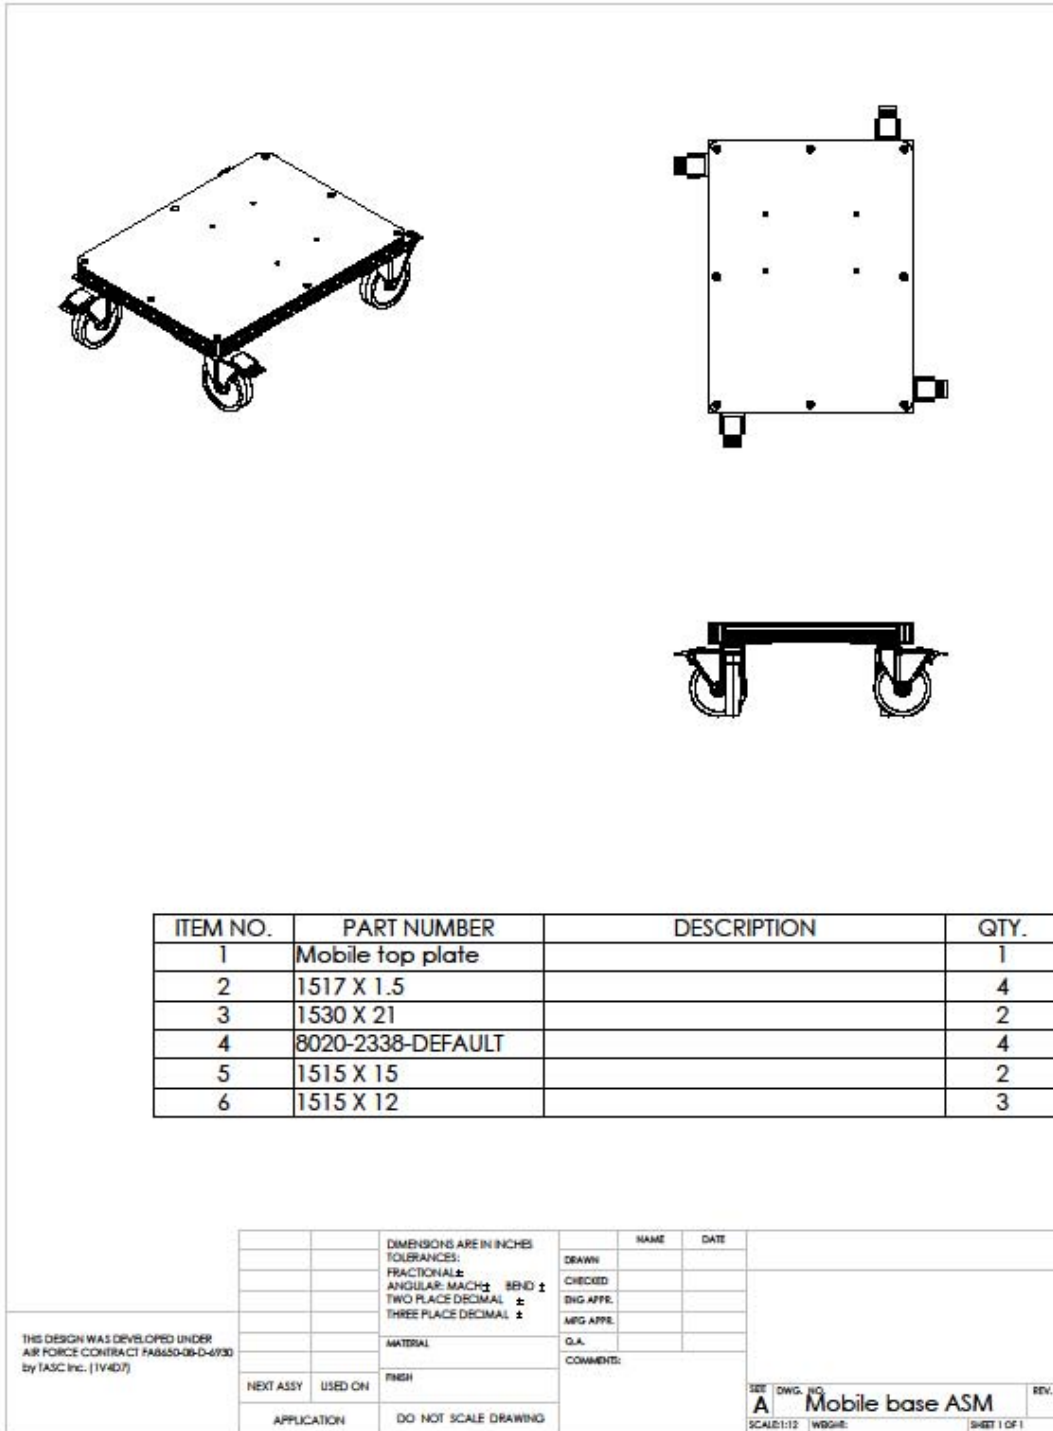 ITEM NO. PART NUMBER DESCRIPTION QTY.
1 Mobile top plate 1
2 1517 X 1.5 4
3 1530 X 21 2
4 8020-2338-DEFAULT 4
5 1515 X 15 2
6 1515 X 12 3
THIS DESIGN WAS DEVELOPED UNDER
AIR FORCE CONTRACT FA8650-08-D-6930
by TASC Inc. (1V4D7)
NEXT ASSY USED ON
APPLICATION
DIMENSIONS ARE IN INCHES
TOLERANCES:
FRACTIONAL±
ANGULAR: MACH± BEND ±
TWO PLACE DECIMAL ±
THREE PLACE DECIMAL ±
MATERIAL
FINISH
DO NOT SCALE DRAWING
NAME DATE
DRAWN
CHECKED
ENG APPR.
MFG APPR.
Q.A.
COMMENTS:
SIZE DWG. NO. REV.
A Mobile base ASM
SCALE:1:12 WEIGHT: SHEET 1 OF 1